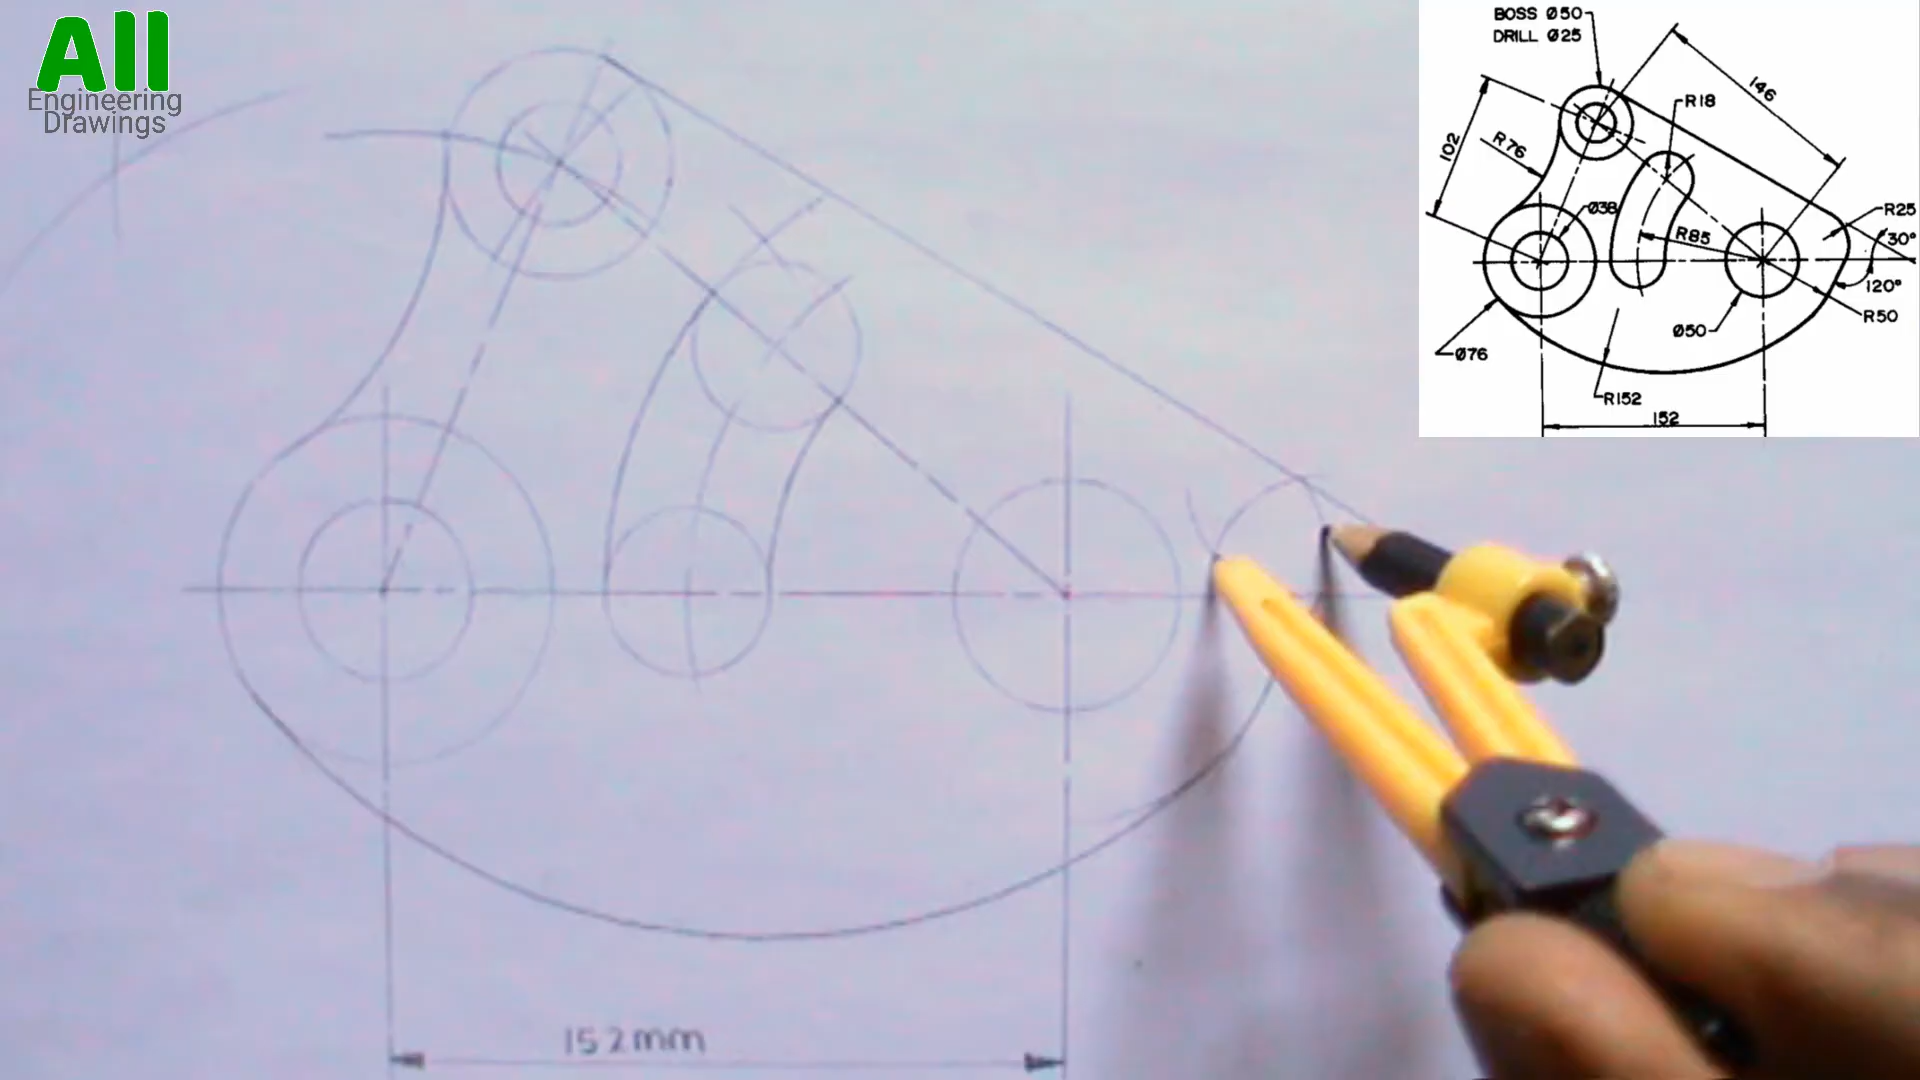 All
Engineering
Drawings
BOSS Ø50
DRILL Ø25
146
R18
102
R76
Ø38
R85
R25
30°
120°
R50
Ø50
Ø76
R152
152
152mm